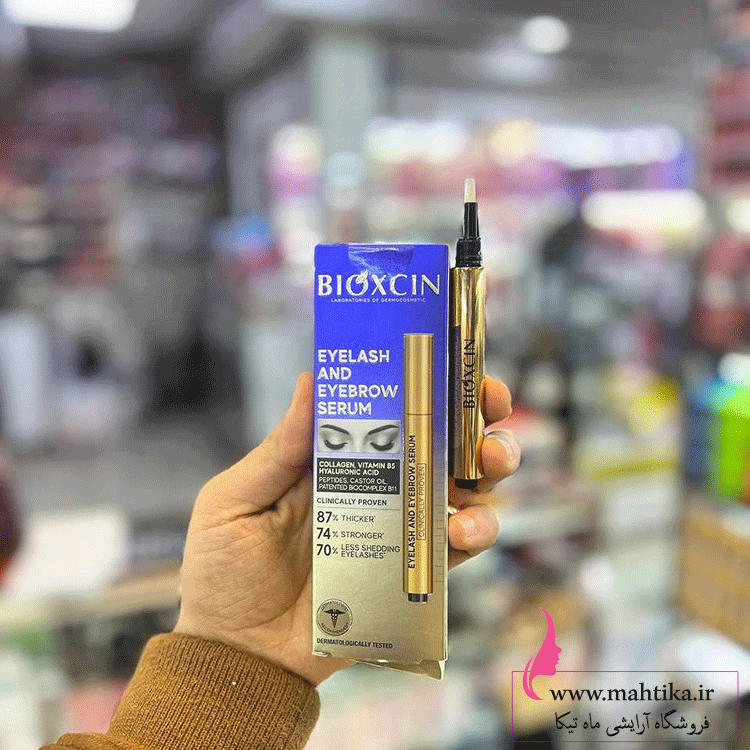 BIOXCIN
LABORATORIES OF DERMOCOSMETIC
EYELASH
AND
EYEBROW
SERUM
COLLAGEN, VITAMIN B5
HYALURONIC ACID
PEPTIDES, CASTOR OIL,
PATENTED BIOCOMPLEX B11
CLINICALLY PROVEN
87% THICKER*
74% STRONGER*
70% LESS SHEDDING
EYELASHES*
DERMATOLOGICALLY TESTED
EYELASH AND EYEBROW SERUM
CLINICALLY PROVEN
BIOXCIN
www.mahtika.ir
فروشگاه آرایشی ماه تیکا